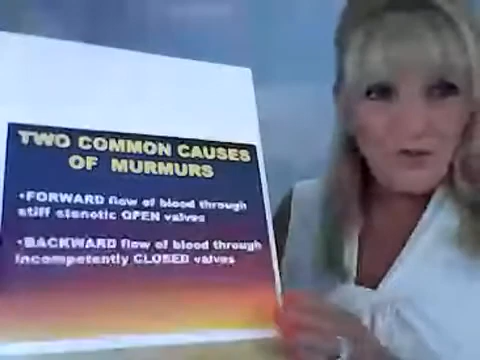 TWO COMMON CAUSES
OF MURMURS
•FORWARD flow of blood through
stiff stenotic OPEN valves
•BACKWARD flow of blood through
incompetently CLOSED valves